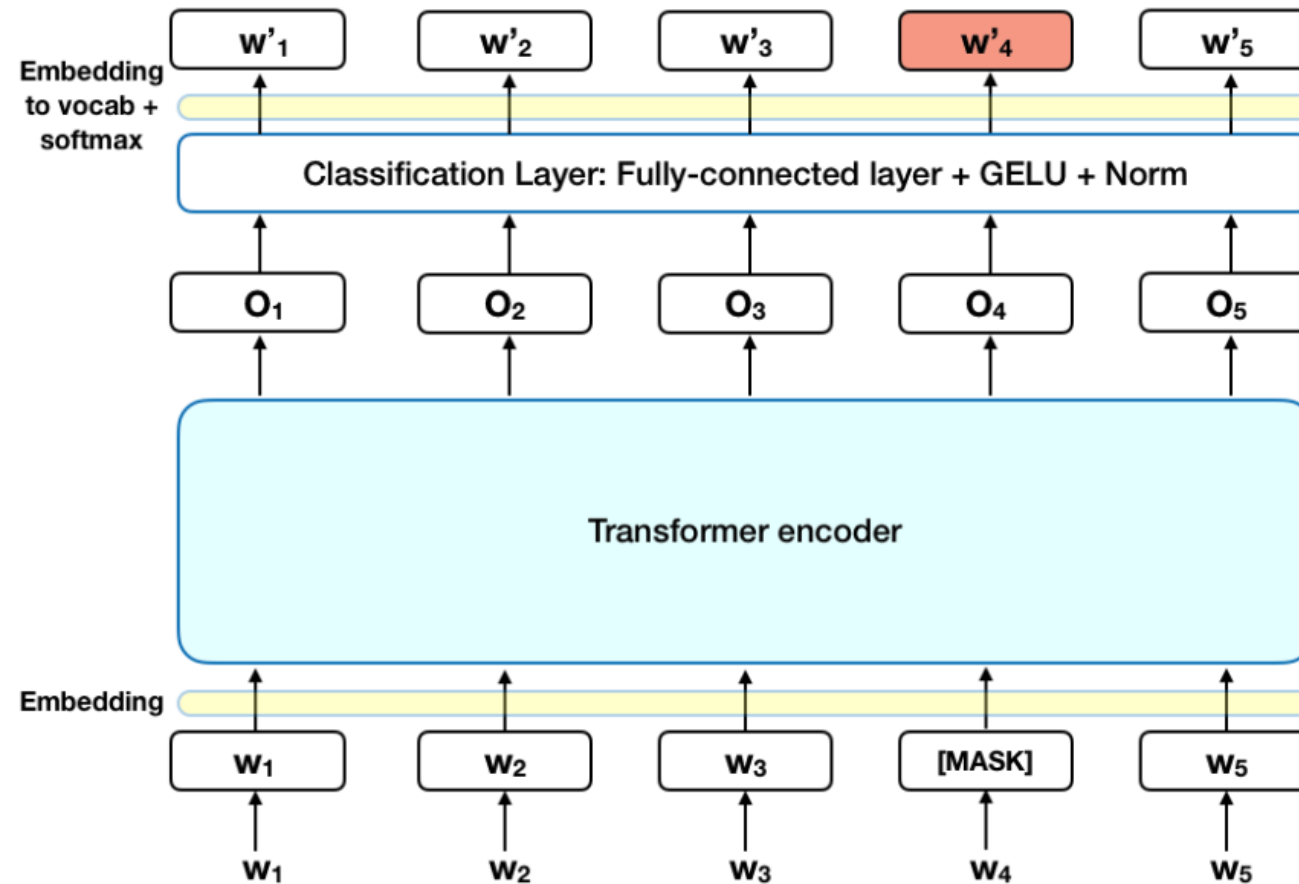 w'₁ w'₂ w'₃ w'₄ w'₅
Embedding
to vocab +
softmax
Classification Layer: Fully-connected layer + GELU + Norm
O₁ O₂ O₃ O₄ O₅
Transformer encoder
Embedding
w₁ w₂ w₃ [MASK] w₅
w₁ w₂ w₃ w₄ w₅